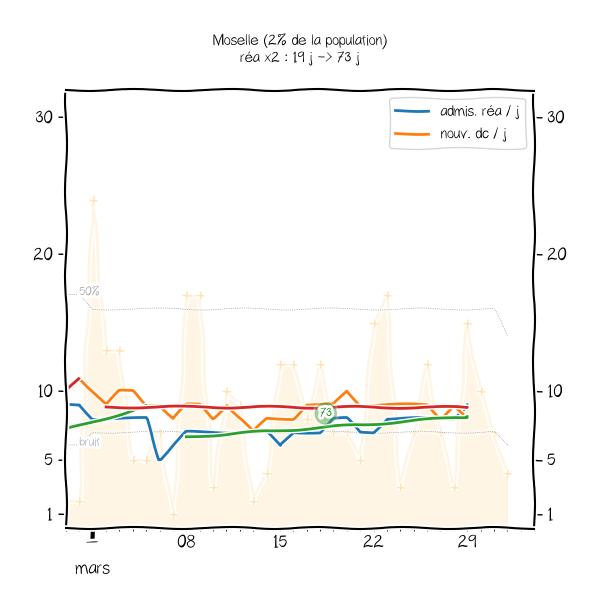 Moselle (2% de la population)
réa x2 : 19 j -> 73 j
admis. réa / j
nouv. dc / j
30
30
20
20
50%
10
10
73
bruit
5
5
1
1
1
08
15
22
29
mars